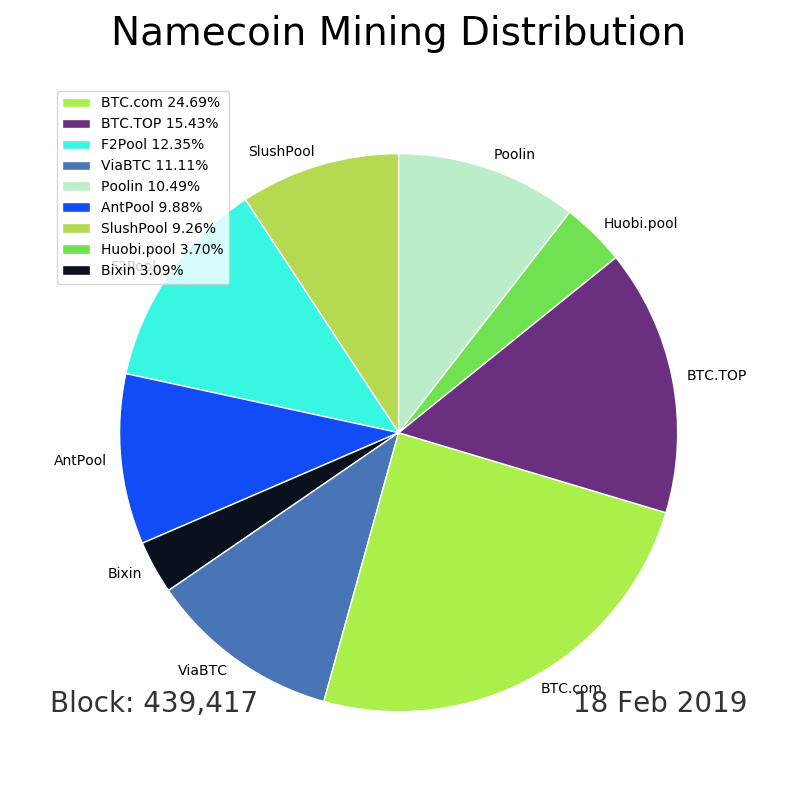 Namecoin Mining Distribution
BTC.com 24.69%
BTC.TOP 15.43%
F2Pool 12.35%
ViaBTC 11.11%
Poolin 10.49%
AntPool 9.88%
SlushPool 9.26%
Huobi.pool 3.70%
Bixin 3.09%
SlushPool
Poolin
Huobi.pool
F2Pool
BTC.TOP
AntPool
Bixin
ViaBTC
BTC.com
Block: 439,417
18 Feb 2019